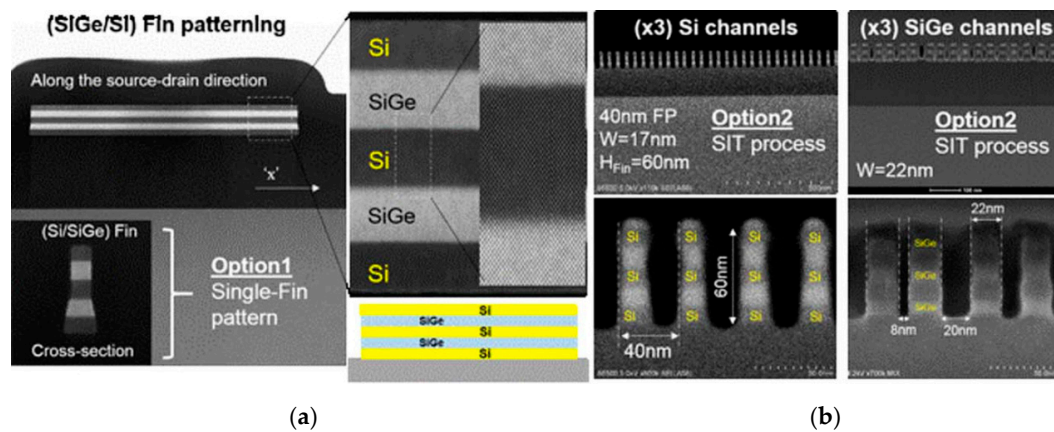 (SiGe/Si) Fin patterning
Along the source-drain direction
'x'
(Si/SiGe) Fin
Cross-section
Option1
Single-Fin
pattern
Si
SiGe
Si
SiGe
Si
Si
SiGe
Si
SiGe
Si
(x3) Si channels
40nm FP
W=17nm
HFin=60nm
Option2
SIT process
Si Si Si Si
Si Si Si Si
Si Si Si Si
60nm
40nm
(x3) SiGe channels
Option2
SIT process
W=22nm
22nm
SiGe
SiGe
SiGe
8nm
20nm
(a)
(b)